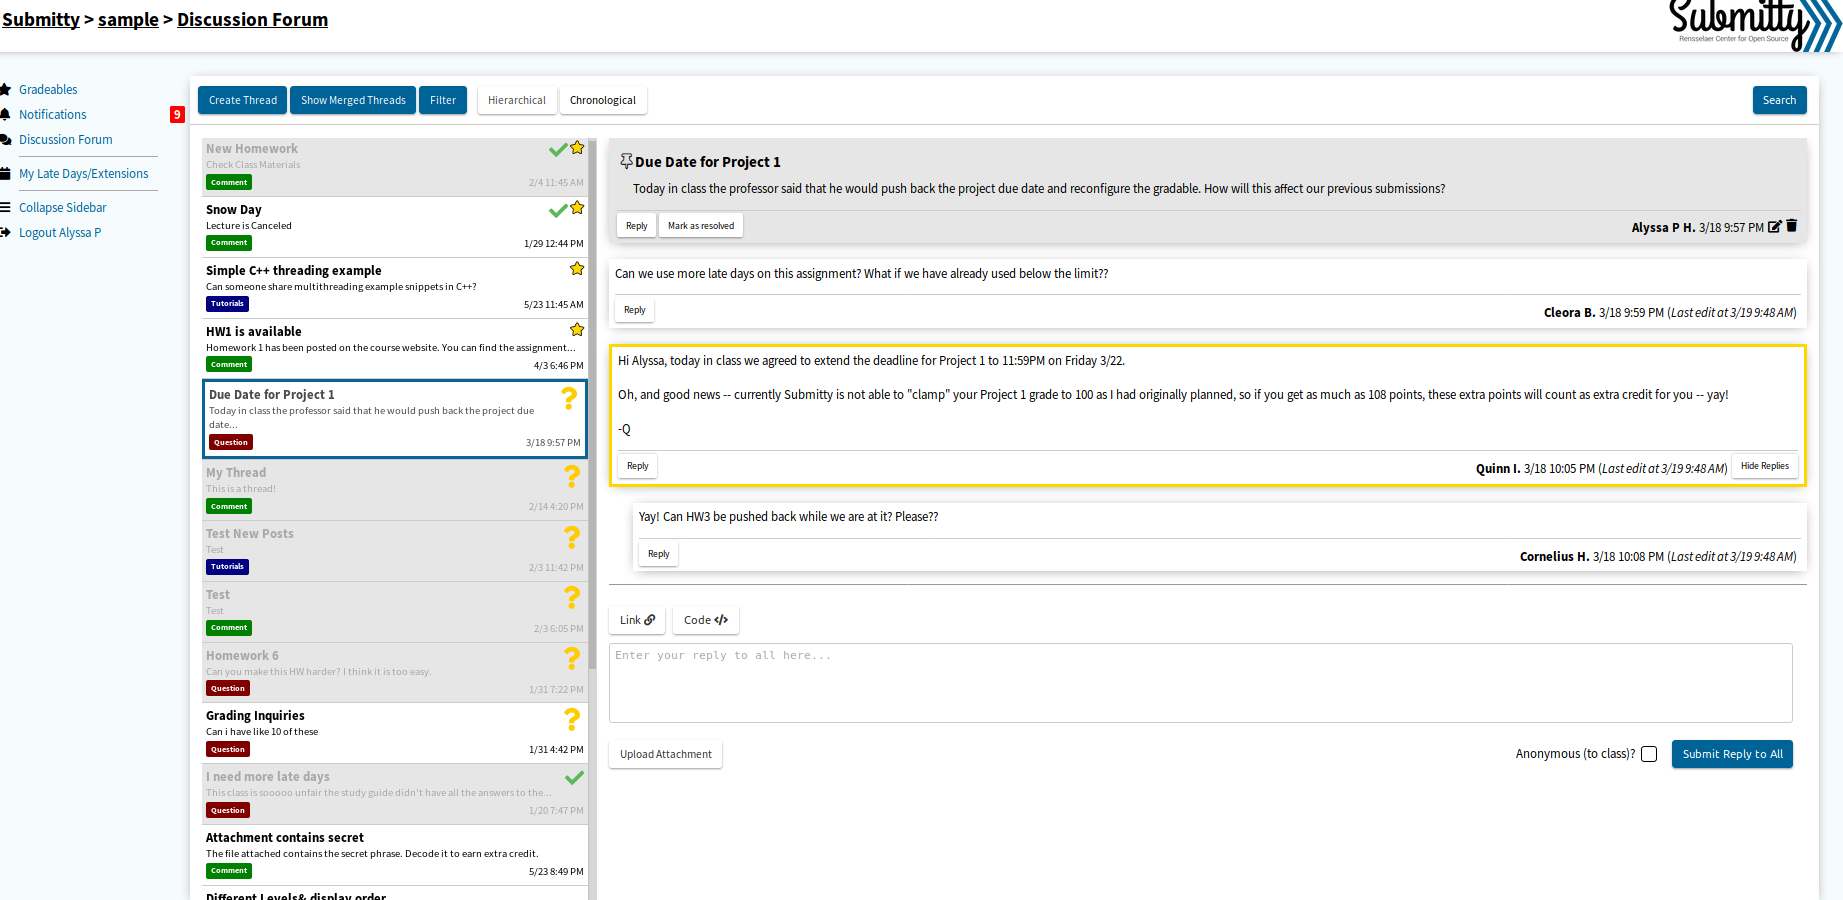 Submitty > sample > Discussion Forum
Submitty
Rensselaer Center for Open Source
Gradeables
Notifications
9
Discussion Forum
My Late Days/Extensions
Collapse Sidebar
Logout Alyssa P
Create Thread
Show Merged Threads
Filter
Hierarchical
Chronological
Search
New Homework
Check Class Materials
Comment
2/4 11:45 AM
Snow Day
Lecture is Canceled
Comment
1/29 12:44 PM
Simple C++ threading example
Can someone share multithreading example snippets in C++?
Tutorials
5/23 11:45 AM
HW1 is available
Homework 1 has been posted on the course website. You can find the assignment...
Comment
4/3 6:46 PM
Due Date for Project 1
Today in class the professor said that he would push back the project due
date...
Question
3/18 9:57 PM
My Thread
This is a thread!
Comment
2/14 4:20 PM
Test New Posts
Test
Tutorials
2/3 11:42 PM
Test
Test
Comment
2/3 6:05 PM
Homework 6
Can you make this HW harder? I think it is too easy.
Question
1/31 7:22 PM
Grading Inquiries
Can i have like 10 of these
Question
1/31 4:42 PM
I need more late days
This class is sooooo unfair the study guide didn't have all the answers to the...
Question
1/20 7:47 PM
Attachment contains secret
The file attached contains the secret phrase. Decode it to earn extra credit.
Comment
5/23 8:49 PM
Different Levels& display order
Due Date for Project 1
Today in class the professor said that he would push back the project due date and reconfigure the gradable. How will this affect our previous submissions?
Reply
Mark as resolved
Alyssa P H. 3/18 9:57 PM
Can we use more late days on this assignment? What if we have already used below the limit??
Reply
Cleora B. 3/18 9:59 PM (Last edit at 3/19 9:48 AM)
Hi Alyssa, today in class we agreed to extend the deadline for Project 1 to 11:59PM on Friday 3/22.
Oh, and good news -- currently Submitty is not able to "clamp" your Project 1 grade to 100 as I had originally planned, so if you get as much as 108 points, these extra points will count as extra credit for you -- yay!
-Q
Reply
Quinn I. 3/18 10:05 PM (Last edit at 3/19 9:48 AM)
Hide Replies
Yay! Can HW3 be pushed back while we are at it? Please??
Reply
Cornelius H. 3/18 10:08 PM (Last edit at 3/19 9:48 AM)
Link
Code
Enter your reply to all here...
Upload Attachment
Anonymous (to class)?
Submit Reply to All